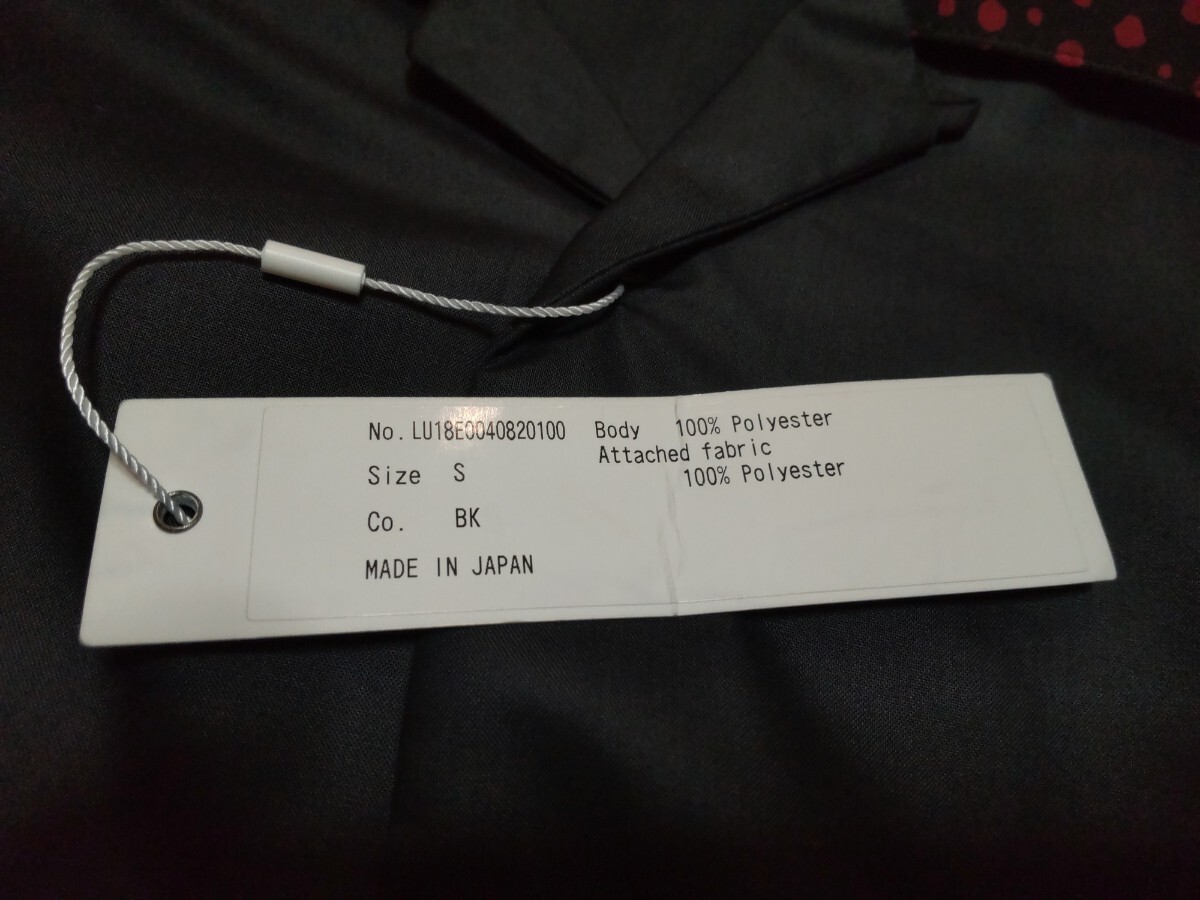 No. LU18E0040820100
Size S
Co. BK
MADE IN JAPAN
Body 100% Polyester
Attached fabric
100% Polyester